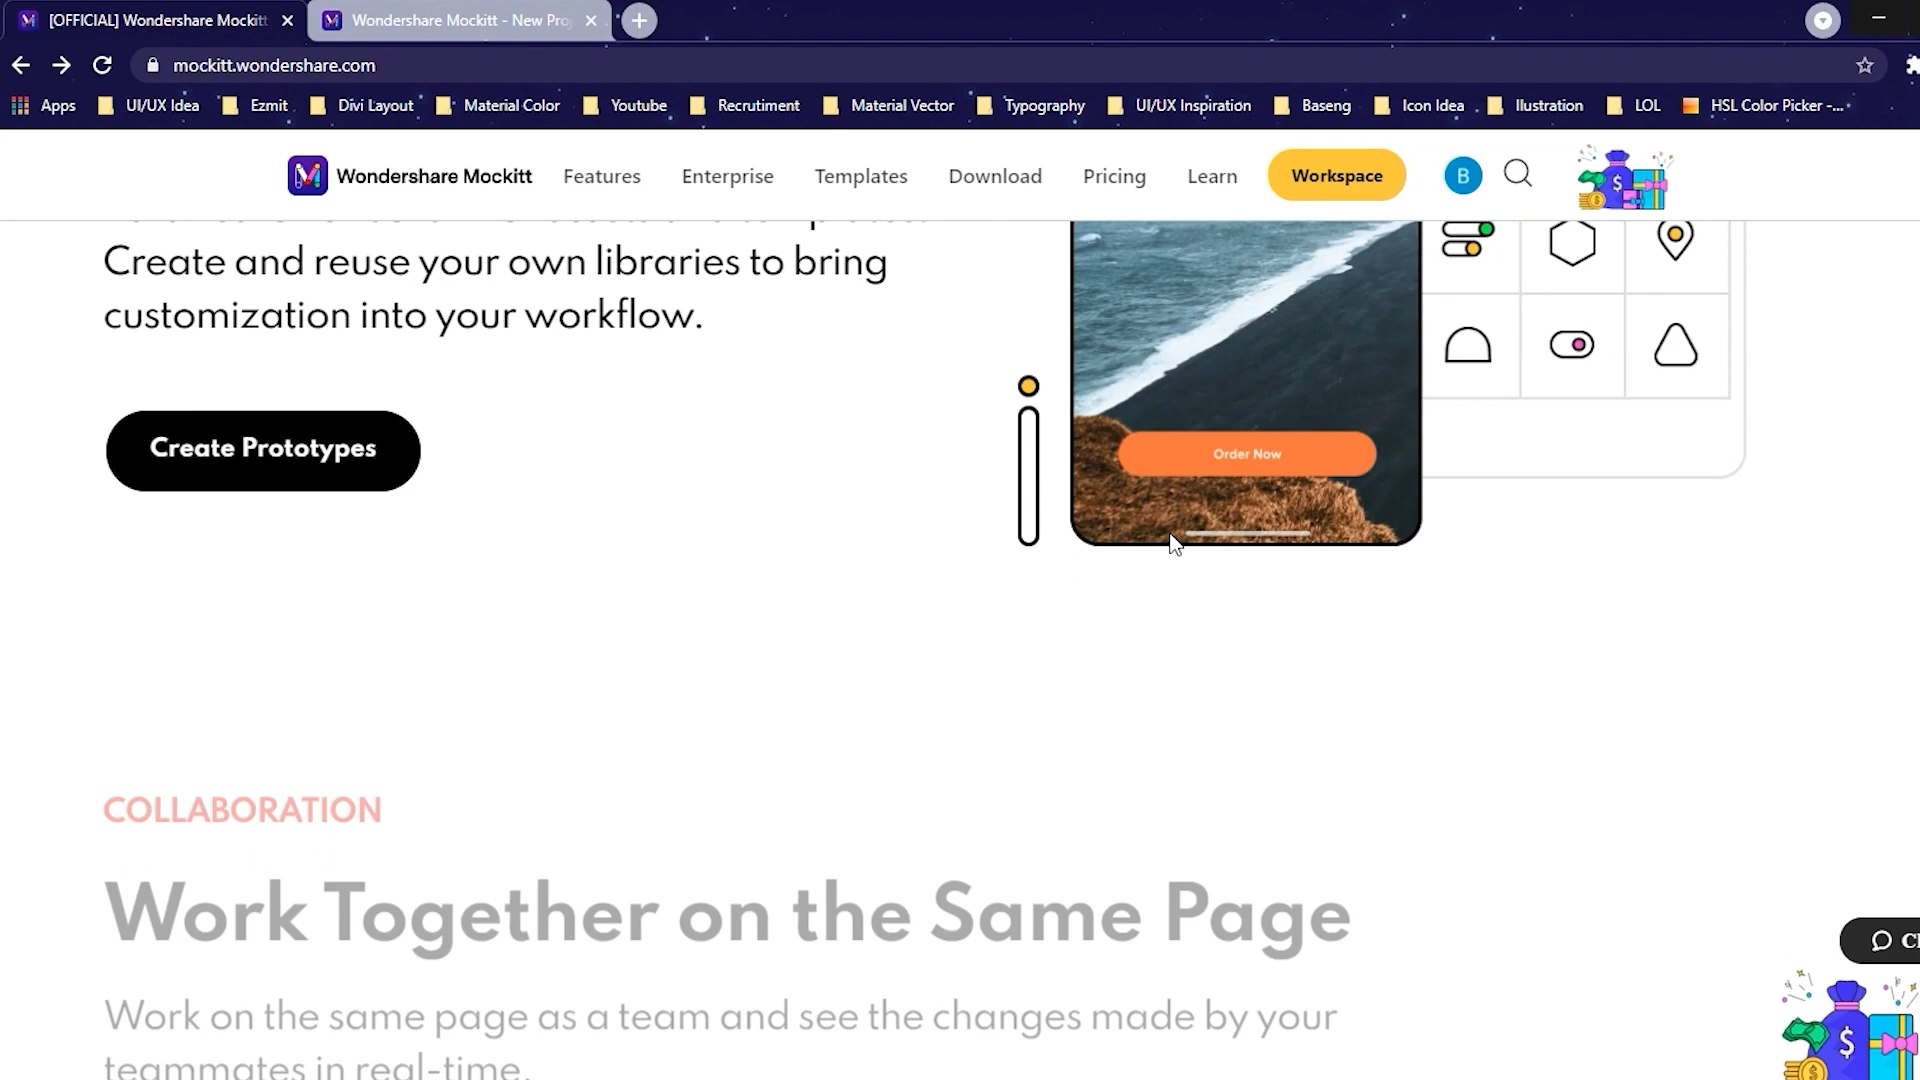 [OFFICIAL] Wondershare Mockitt
Wondershare Mockitt - New Pro
mockitt.wondershare.com
Apps
UI/UX Idea
Ezmit
Divi Layout
Material Color
Youtube
Recrutiment
Material Vector
Typography
UI/UX Inspiration
Baseng
Icon Idea
Ilustration
LOL
HSL Color Picker -...
Wondershare Mockitt
Features
Enterprise
Templates
Download
Pricing
Learn
Workspace
B
Create and reuse your own libraries to bring
customization into your workflow.
Create Prototypes
Order Now
COLLABORATION
Work Together on the Same Page
Work on the same page as a team and see the changes made by your
teammates in real-time.